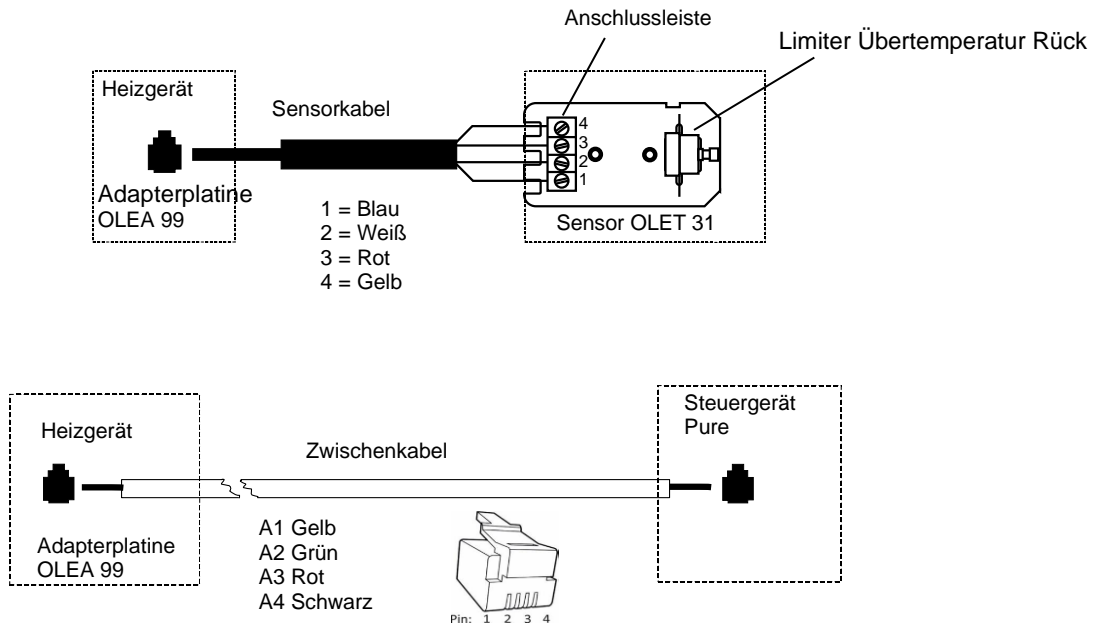 Anschlussleiste
Limiter Übertemperatur Rück
Heizgerät
Sensorkabel
4
3
2
1
Adapterplatine
OLEA 99
1 = Blau
2 = Weiß
3 = Rot
4 = Gelb
Sensor OLET 31
Steuergerät
Pure
Heizgerät
Zwischenkabel
Adapterplatine
OLEA 99
A1 Gelb
A2 Grün
A3 Rot
A4 Schwarz
Pin: 1 2 3 4